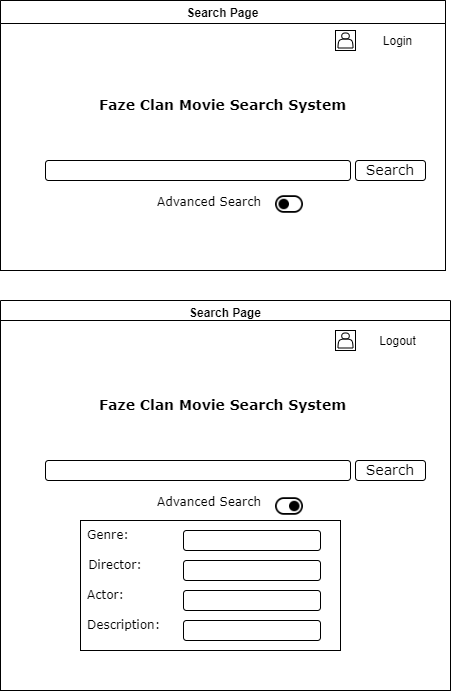 Search Page
Login
Faze Clan Movie Search System
Search
Advanced Search
Search Page
Logout
Faze Clan Movie Search System
Search
Advanced Search
Genre:
Director:
Actor:
Description: